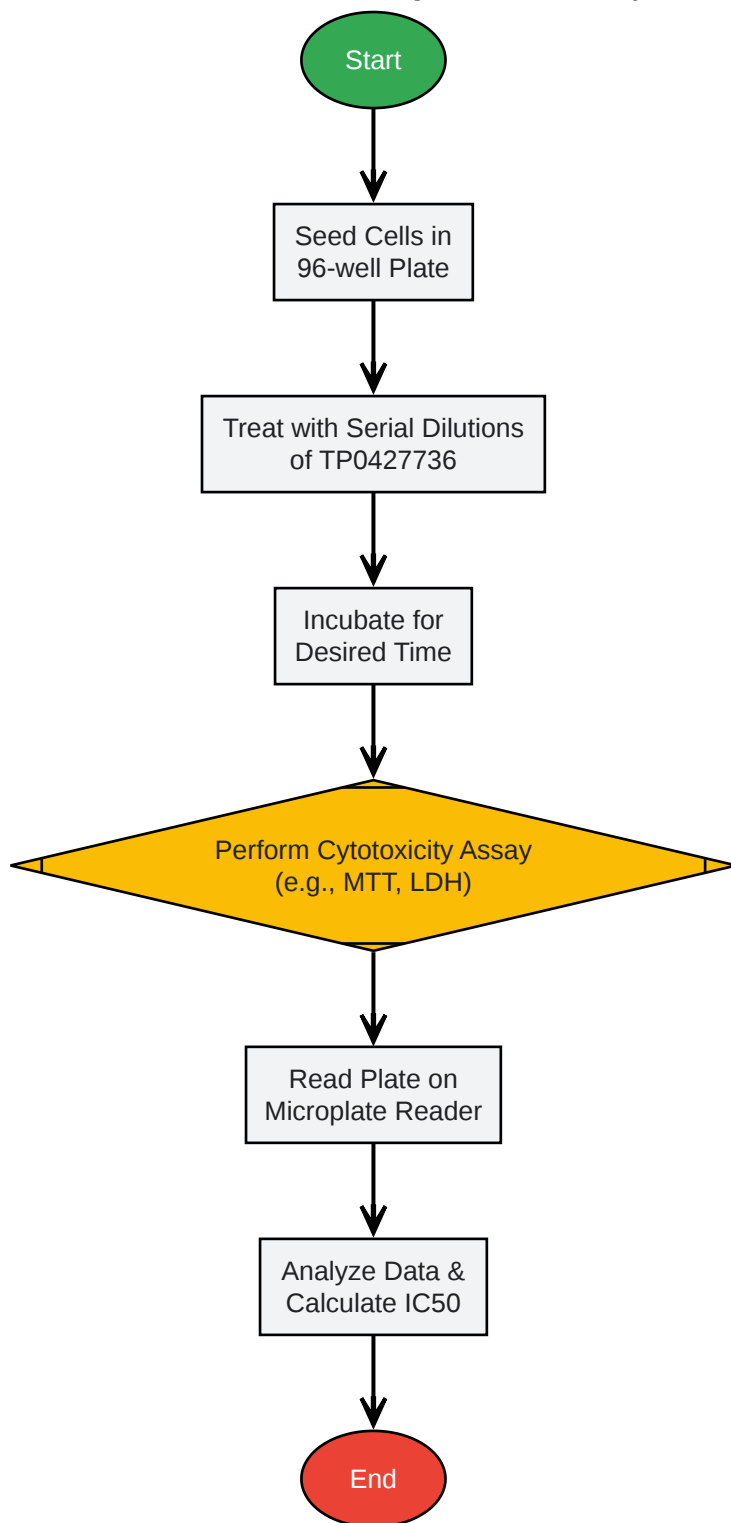 Start
Seed Cells in
96-well Plate
Treat with Serial Dilutions
of TP0427736
Incubate for
Desired Time
Perform Cytotoxicity Assay
(e.g., MTT, LDH)
Read Plate on
Microplate Reader
Analyze Data &
Calculate IC50
End